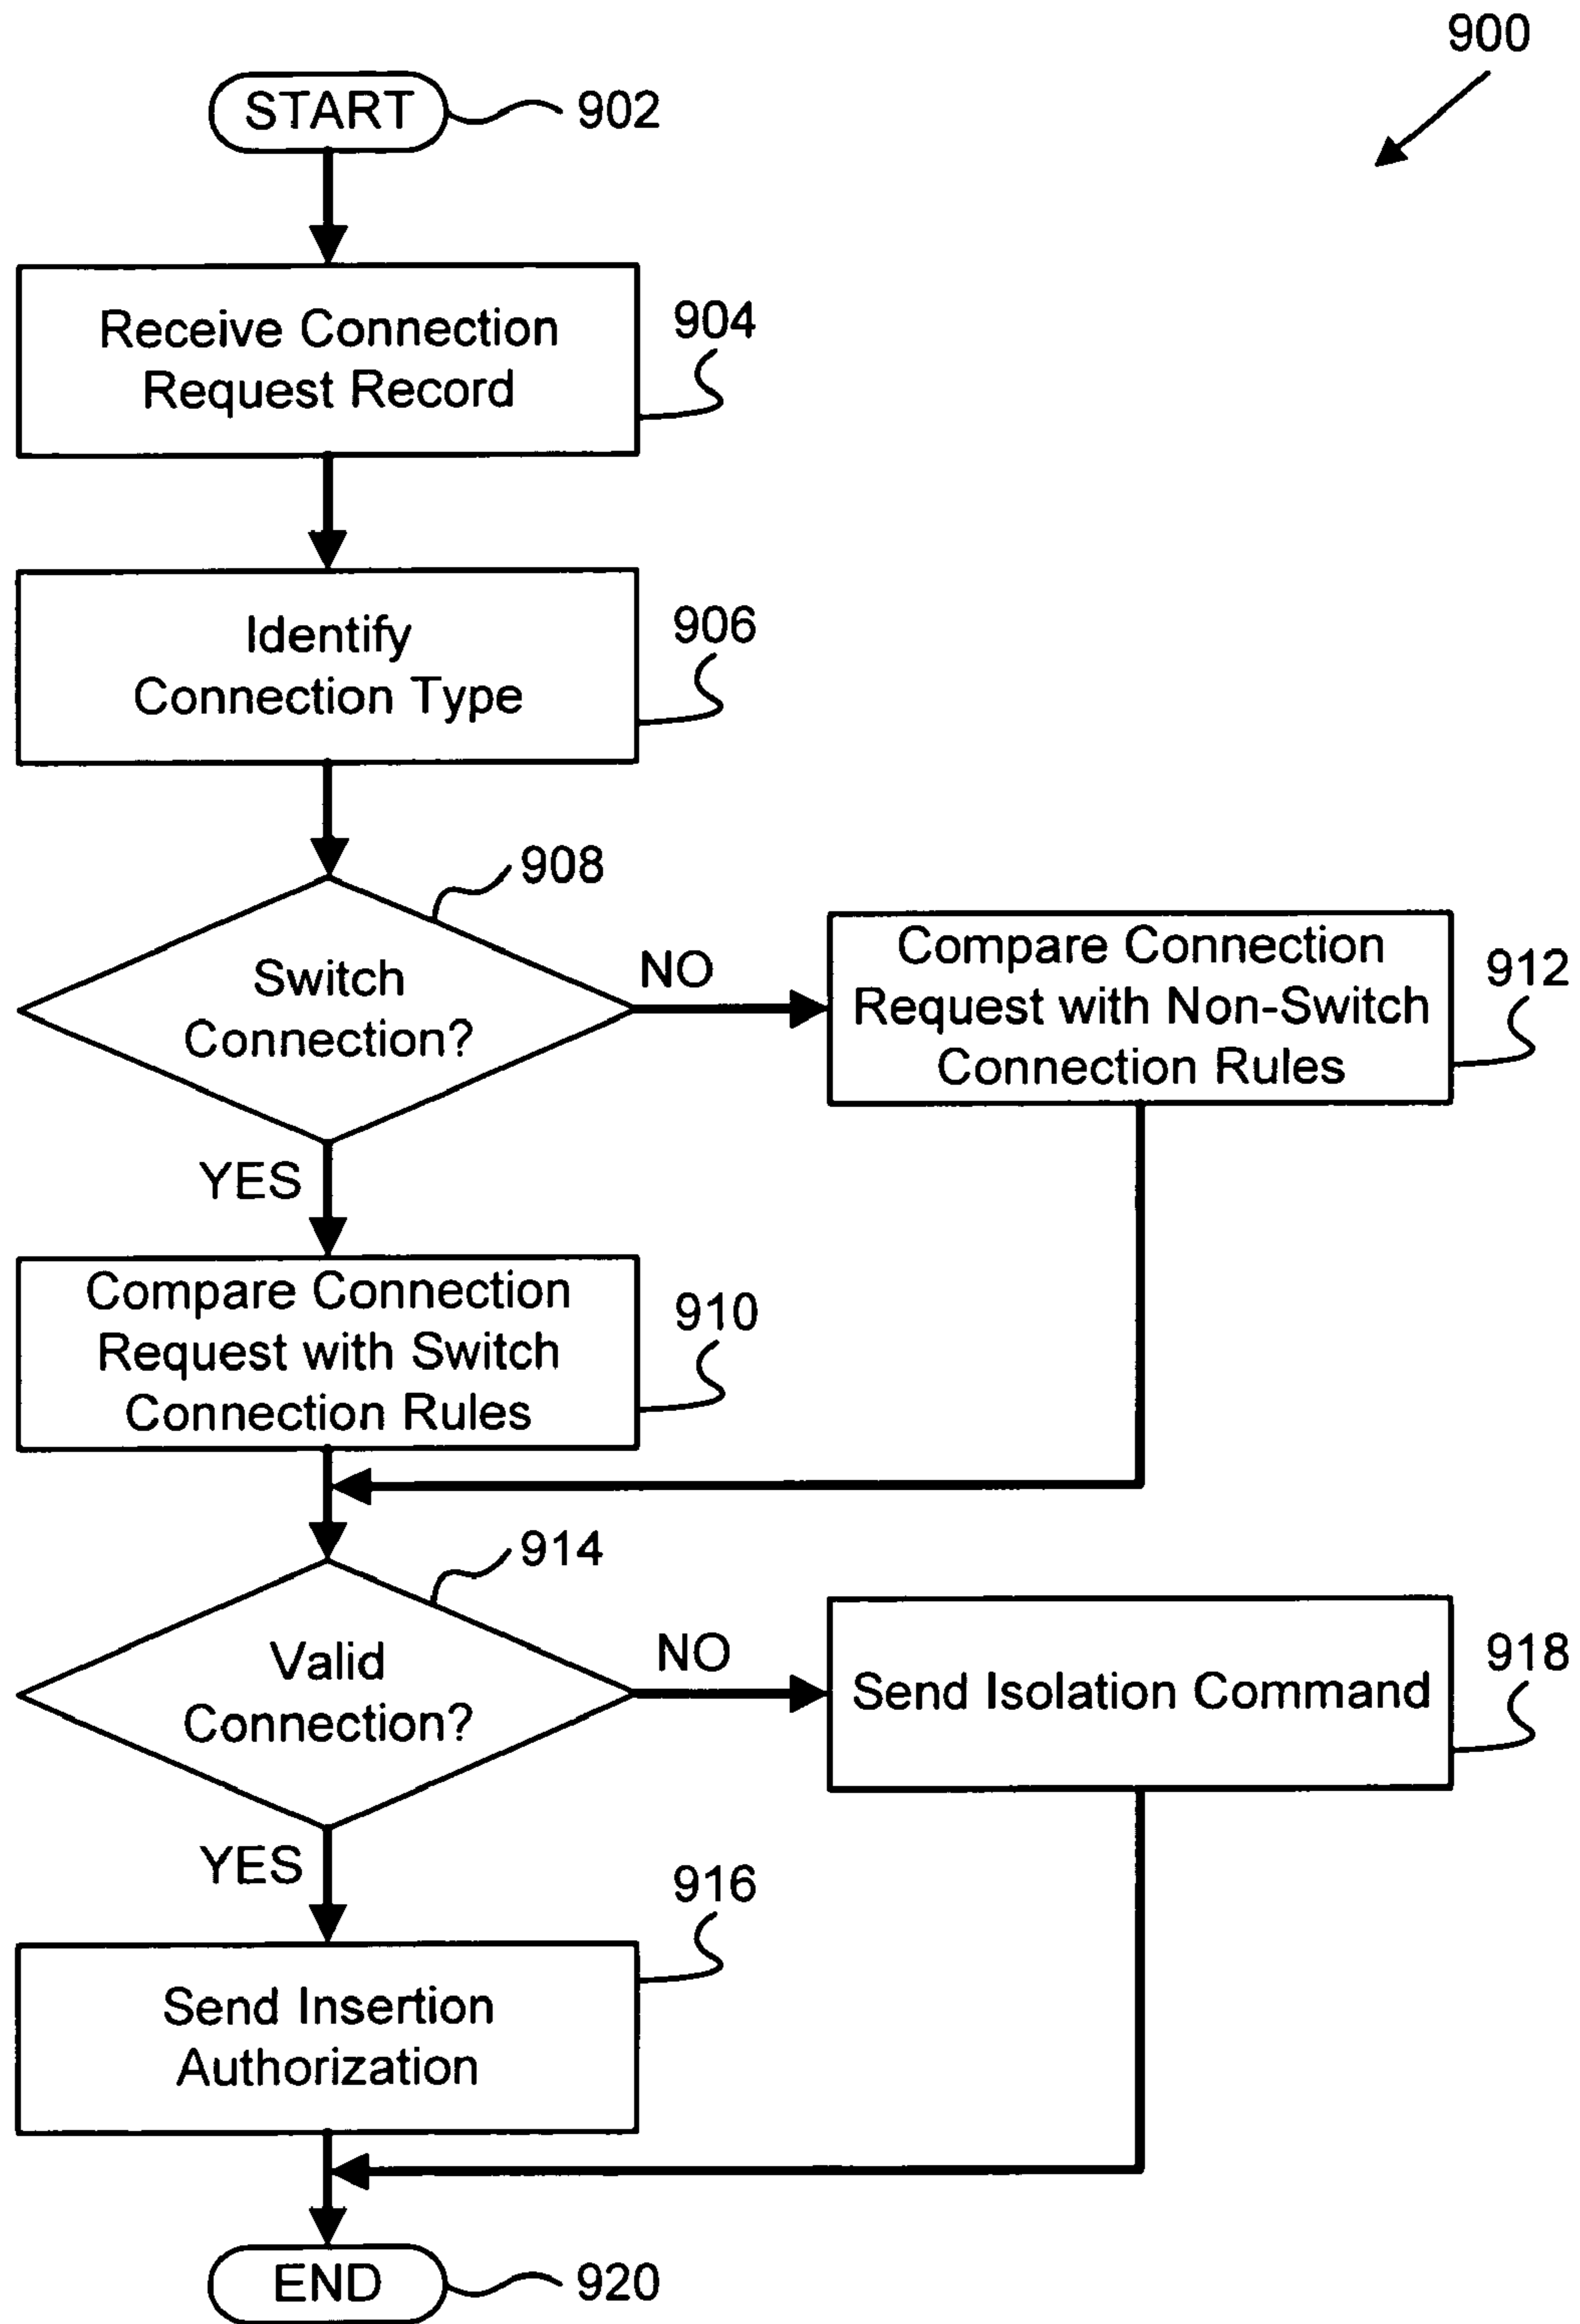 900
START
902
Receive Connection
Request Record
904
Identify
Connection Type
906
908
Switch
Connection?
NO
Compare Connection
Request with Non-Switch
Connection Rules
912
YES
Compare Connection
Request with Switch
Connection Rules
910
914
Valid
Connection?
NO
Send Isolation Command
918
YES
Send Insertion
Authorization
916
END
920